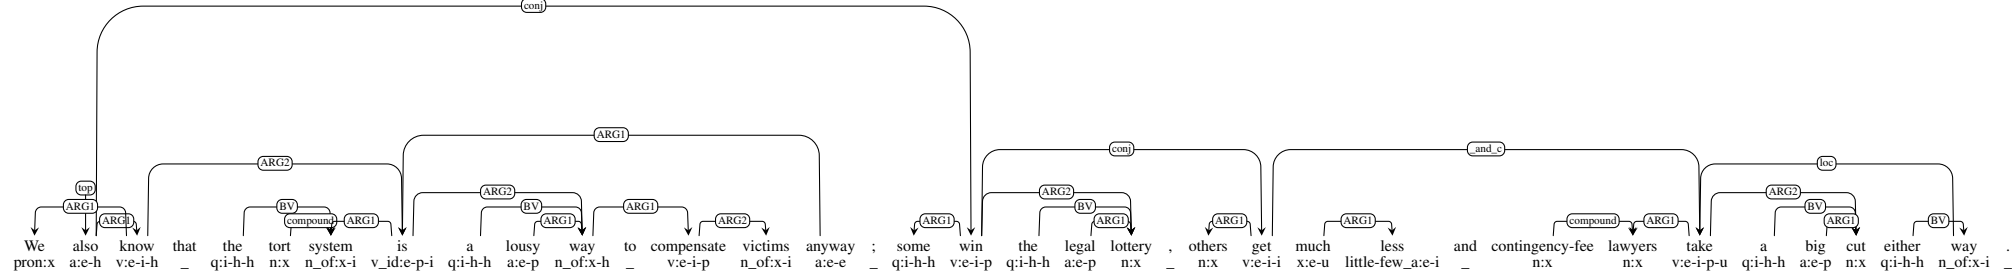 conj
ARG1
conj
_and_c
ARG2
loc
top
ARG2
ARG2
ARG2
ARG1
BV
BV
ARG1
BV
BV
ARG1
compound
ARG1
ARG1
ARG2
ARG1
ARG1
ARG1
ARG1
compound
ARG1
ARG1
BV
We also know that the tort system is a lousy way to compensate victims anyway ; some win the legal lottery , others get much less and contingency-fee lawyers take a big cut either way .
pron:x a:e-h v:e-i-h _ q:i-h-h n:x n_of:x-i v_id:e-p-i q:i-h-h a:e-p n_of:x-h _ v:e-i-p n_of:x-i a:e-e _ q:i-h-h v:e-i-p q:i-h-h a:e-p n:x _ n:x v:e-i-i x:e-u little-few_a:e-i _ n:x n:x v:e-i-p-u q:i-h-h a:e-p n:x q:i-h-h n_of:x-i _